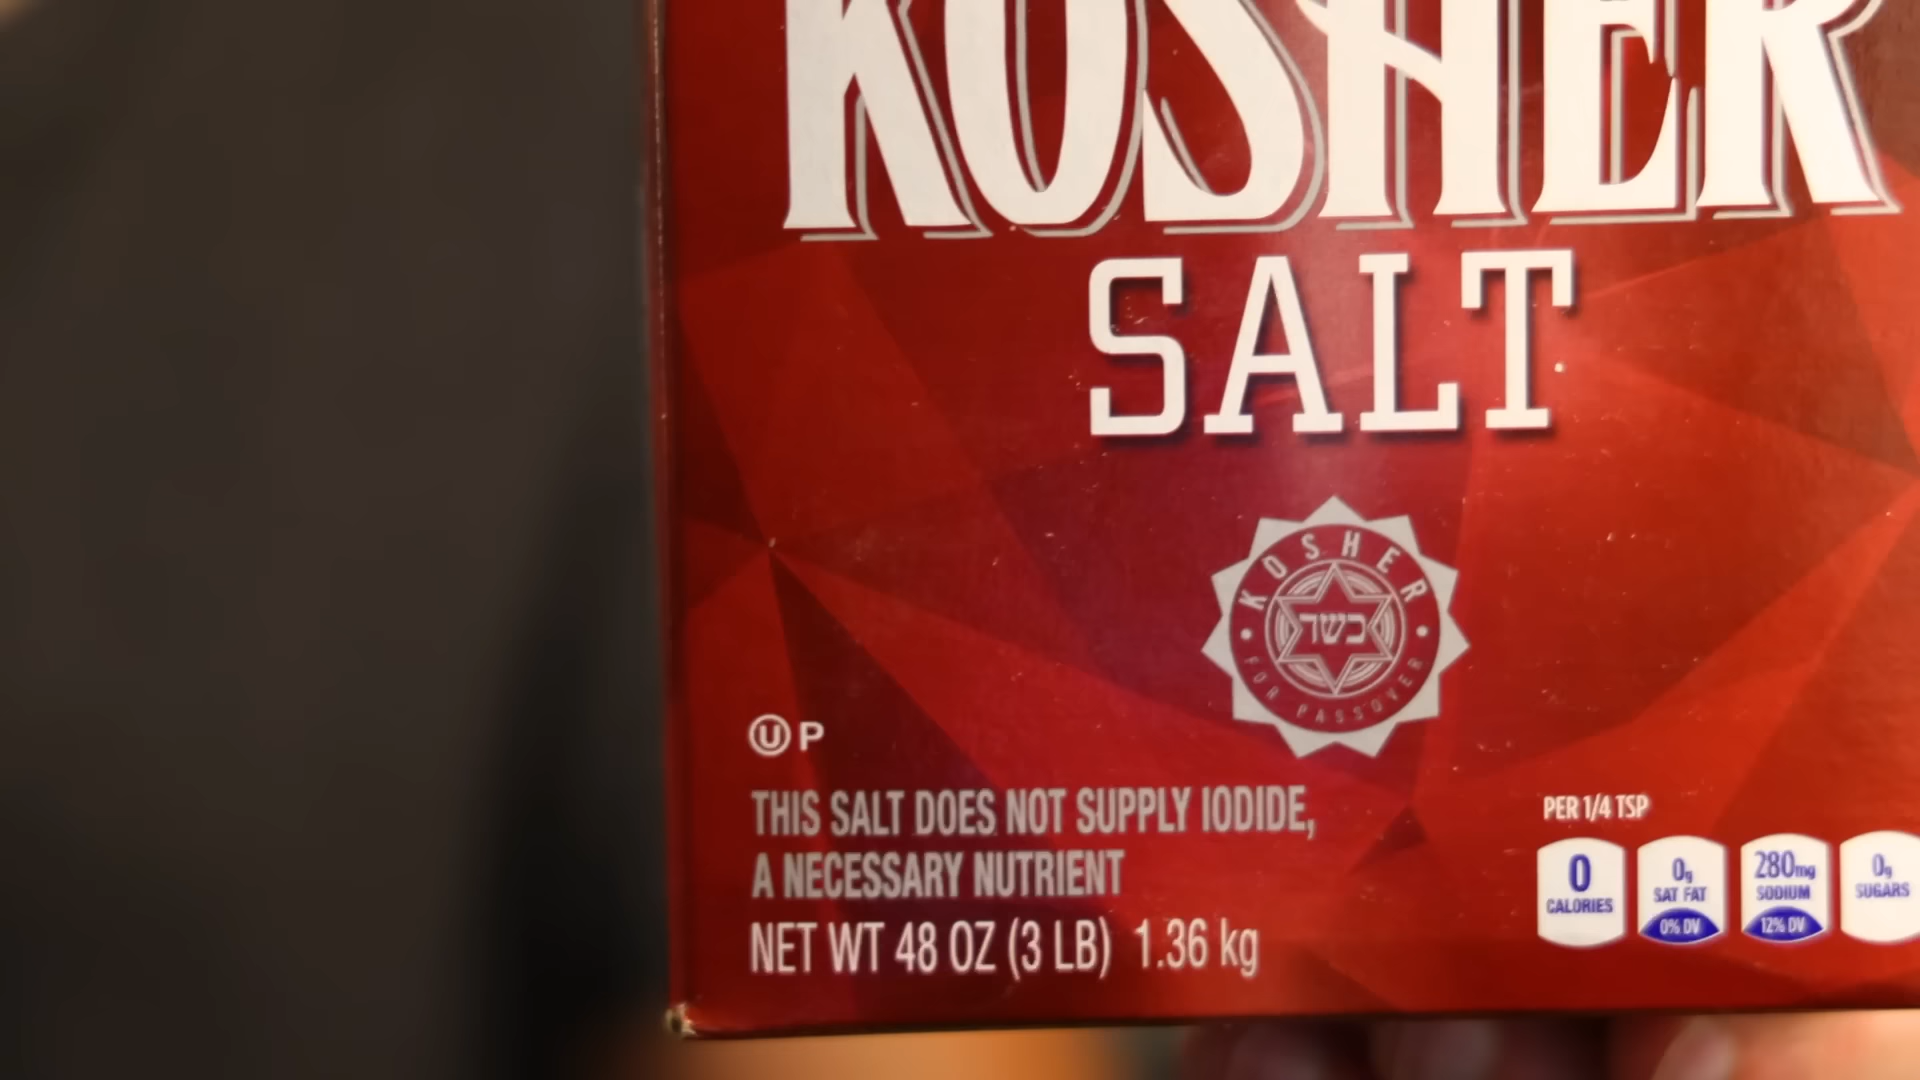 KOSHER
SALT
KOSHER
כשר
FOR PASSOVER
U P
THIS SALT DOES NOT SUPPLY IODIDE,
A NECESSARY NUTRIENT
NET WT 48 OZ (3 LB) 1.36 kg
PER 1/4 TSP
0
CALORIES
0g
SAT FAT
0% DV
280mg
SODIUM
12% DV
0g
SUGARS